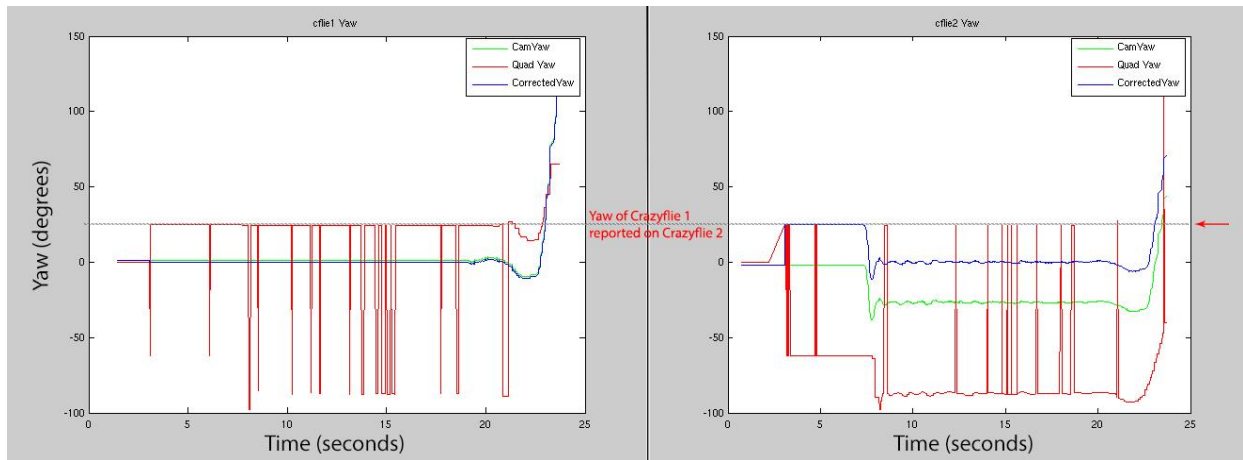 cflie1 Yaw
150
100
50
0
-50
-100
0
5
10
15
20
25
Yaw (degrees)
Time (seconds)
CamYaw
Quad Yaw
CorrectedYaw
Yaw of Crazyflie 1
reported on Crazyflie 2
cflie2 Yaw
150
100
50
0
-50
-100
0
5
10
15
20
25
Time (seconds)
CamYaw
Quad Yaw
CorrectedYaw